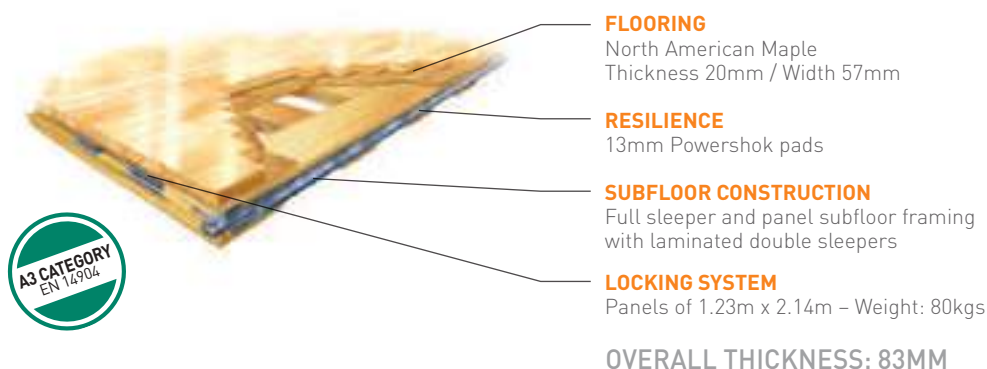 FLOORING
North American Maple
Thickness 20mm / Width 57mm
RESILIENCE
13mm Powershok pads
SUBFLOOR CONSTRUCTION
Full sleeper and panel subfloor framing
with laminated double sleepers
A3 CATEGORY
EN 14904
LOCKING SYSTEM
Panels of 1.23m x 2.14m – Weight: 80kgs
OVERALL THICKNESS: 83MM